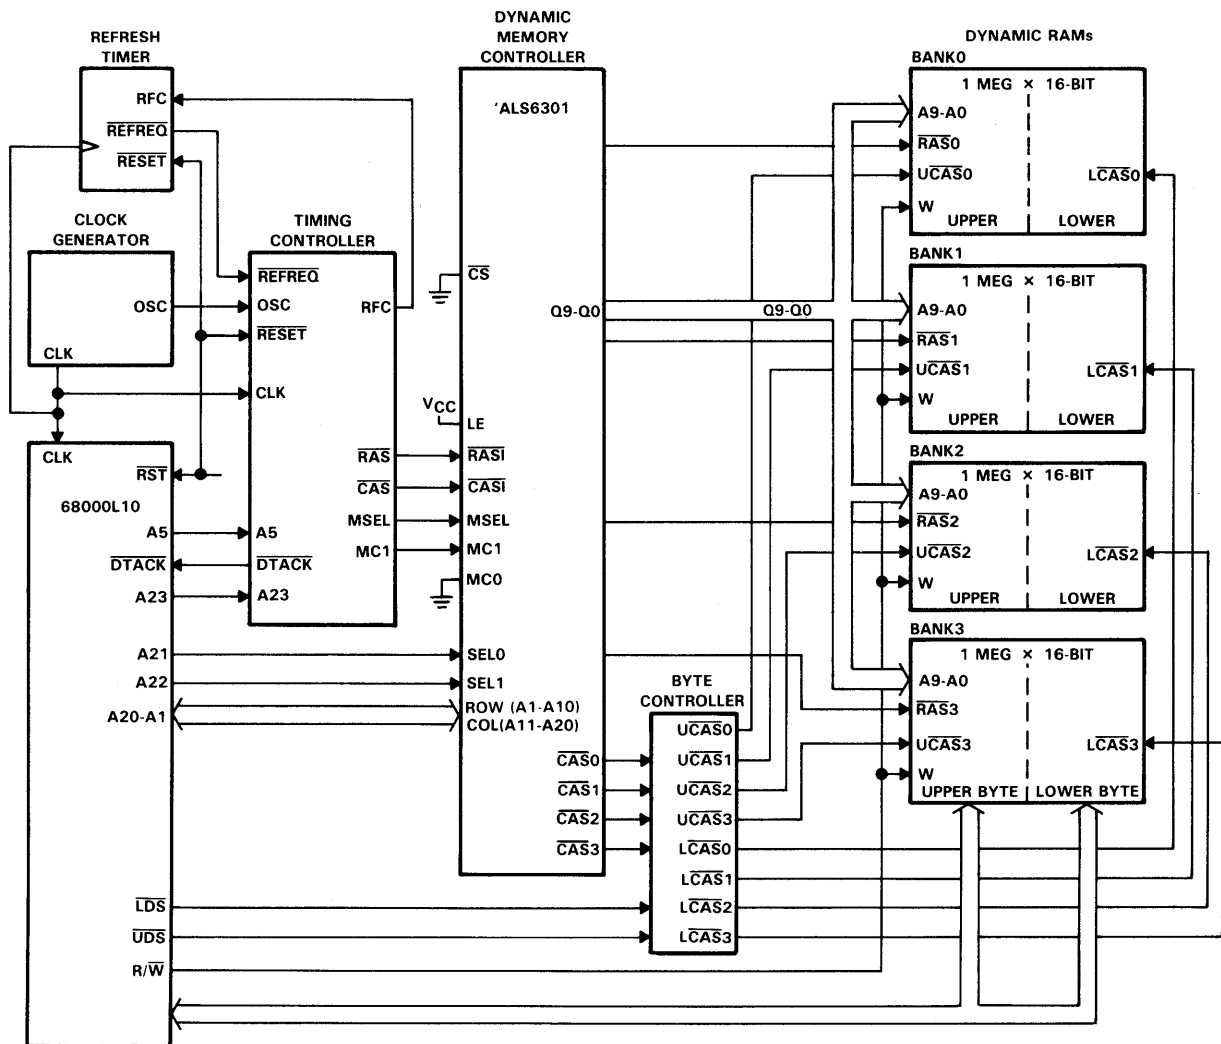 REFRESH
TIMER
RFC
REFREQ
RESET
CLOCK
GENERATOR
OSC
CLK
TIMING
CONTROLLER
REFREQ
OSC
RESET
CLK
RFC
RAS
CAS
MSEL
MC1
A5
DTACK
A23
CLK
RST
68000L10
A5
DTACK
A23
A21
A22
A20-A1
LDS
UDS
R/W
DYNAMIC
MEMORY
CONTROLLER
'ALS6301
CS
Q9-Q0
VCC
LE
RASI
CASI
MSEL
MC1
MC0
SEL0
SEL1
ROW (A1-A10)
COL(A11-A20)
CAS0
CAS1
CAS2
CAS3
Q9-Q0
BYTE
CONTROLLER
UCAS0
UCAS1
UCAS2
UCAS3
LCAS0
LCAS1
LCAS2
LCAS3
DYNAMIC RAMs
BANK0
1 MEG × 16-BIT
A9-A0
RAS0
UCAS0
LCAS0
W
UPPER LOWER
BANK1
1 MEG × 16-BIT
A9-A0
RAS1
UCAS1
LCAS1
W
UPPER LOWER
BANK2
1 MEG × 16-BIT
A9-A0
RAS2
UCAS2
LCAS2
W
UPPER LOWER
BANK3
1 MEG × 16-BIT
A9-A0
RAS3
UCAS3
LCAS3
W
UPPER BYTE LOWER BYTE